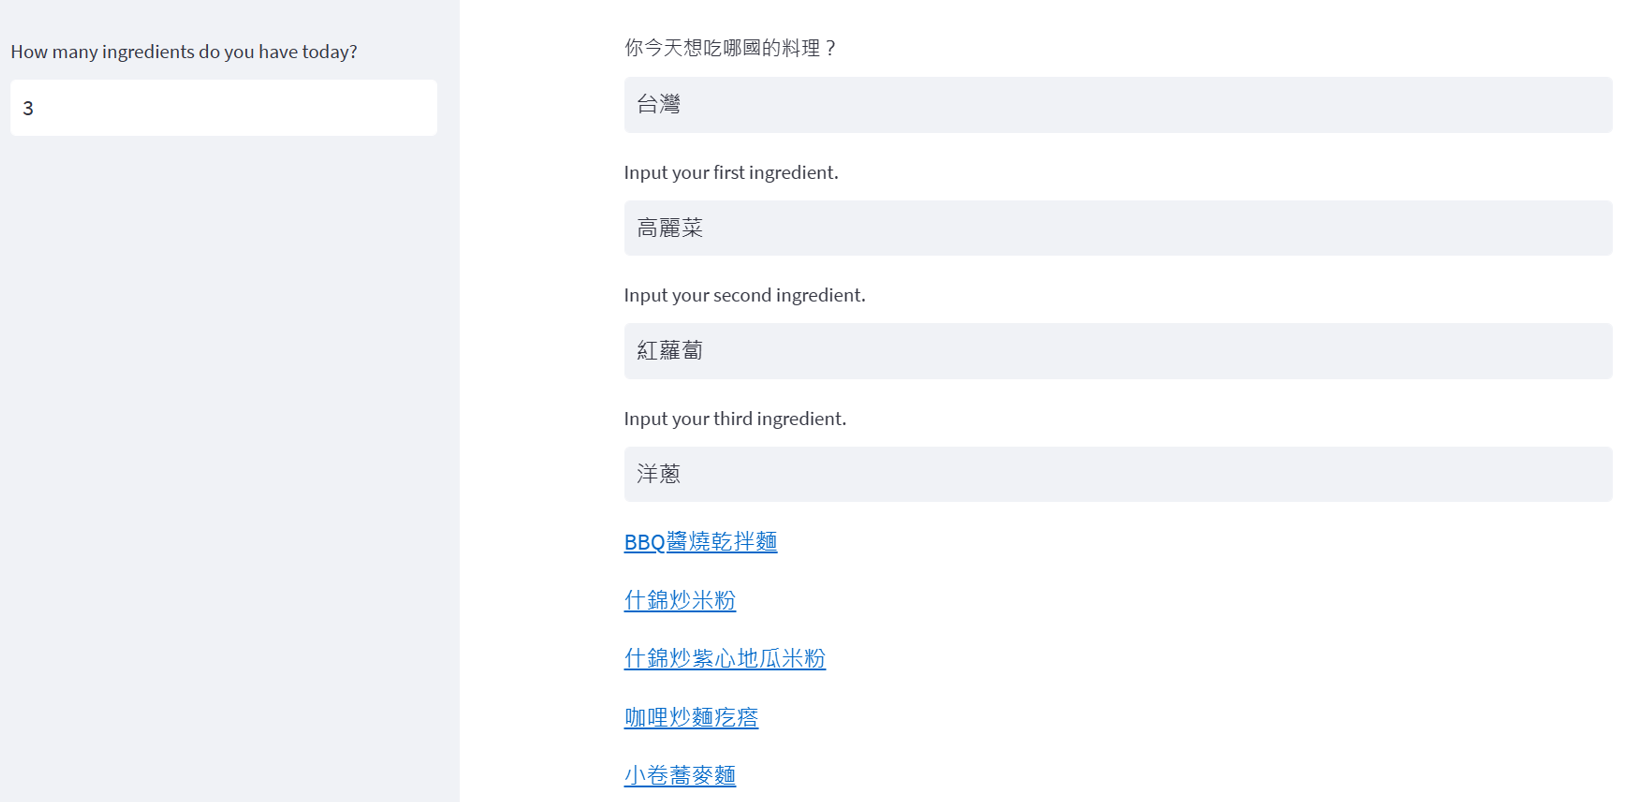 How many ingredients do you have today?
3
你今天想吃哪國的料理？
台灣
Input your first ingredient.
高麗菜
Input your second ingredient.
紅蘿蔔
Input your third ingredient.
洋蔥
BBQ醬燒乾拌麵
什錦炒米粉
什錦炒紫心地瓜米粉
咖哩炒麵疙瘩
小卷蕎麥麵